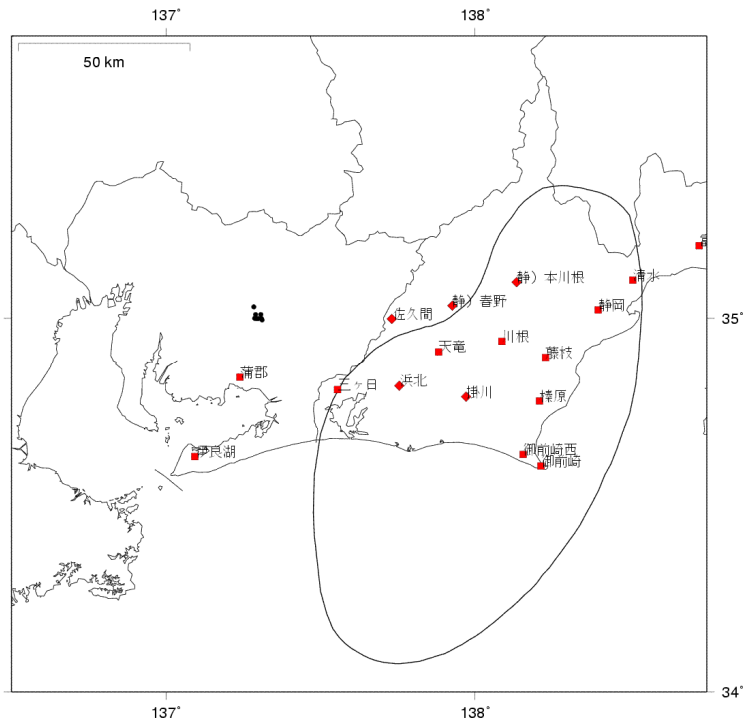 137°
138°
50 km
清水
静）本川根
静）春野
静岡
佐久間
35°
川根
天竜
藤枝
蒲郡
三ヶ日
浜北
掛川
榛原
御前崎西
伊良湖
御前崎
34°
137°
138°